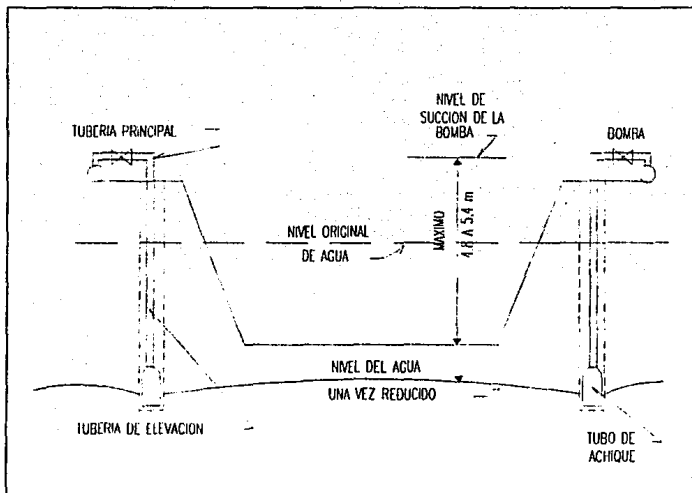 NIVEL DE
SUCCION DE LA
BOMBA
TUBERIA PRINCIPAL
BOMBA
MAXIMO
4.8 A 5.4 m
NIVEL ORIGINAL
DE AGUA
NIVEL DEL AGUA
UNA VEZ REDUCIDO
TUBERIA DE ELEVACION
TUBO DE
ACHIQUE